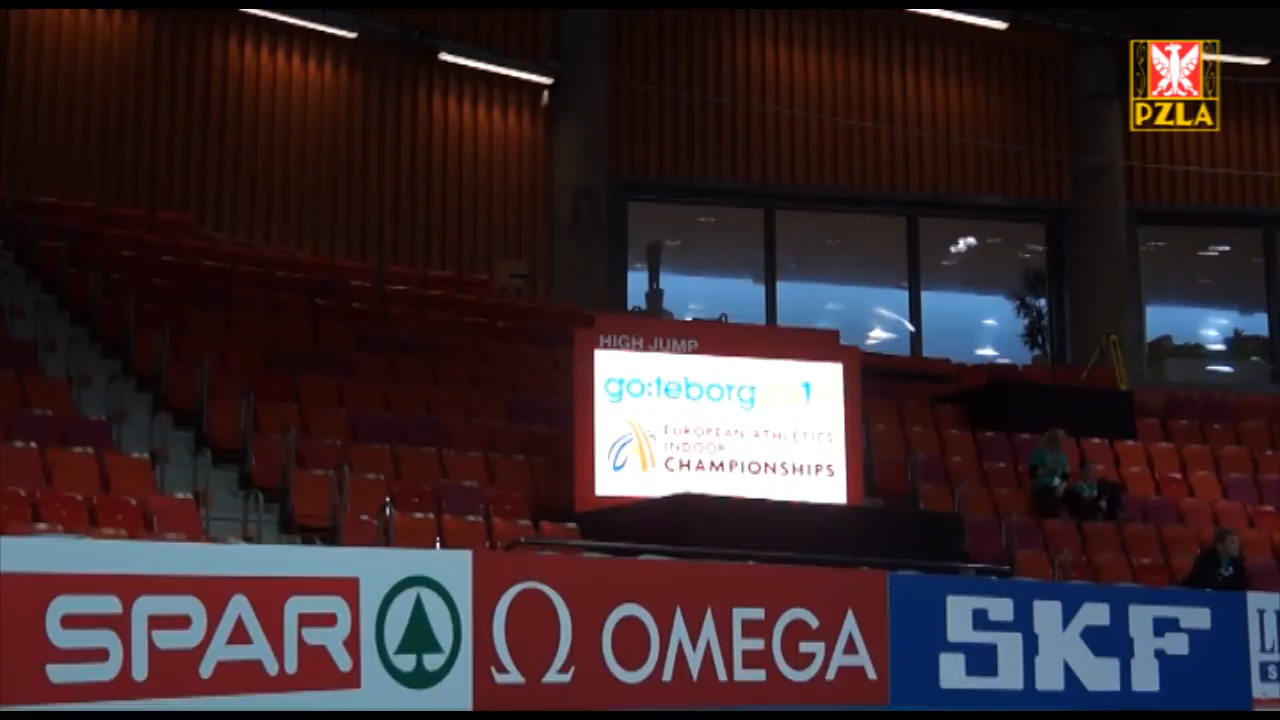 PZLA
HIGH JUMP
go:teborg
EUROPEAN ATHLETICS
INDOOR
CHAMPIONSHIPS
SPAR
Ω OMEGA
SKF